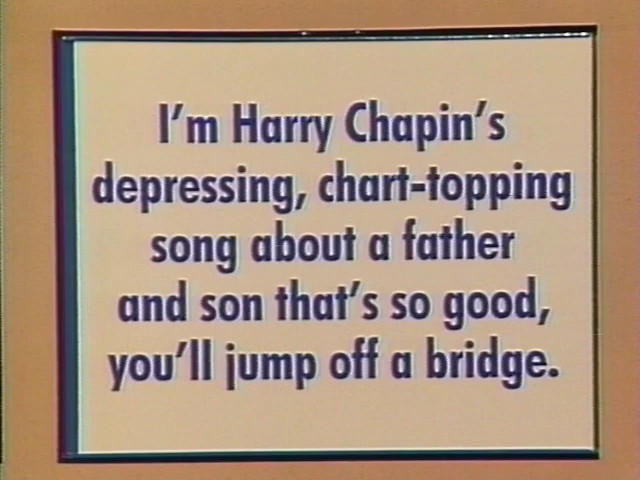 I'm Harry Chapin's
depressing, chart-topping
song about a father
and son that's so good,
you'll jump off a bridge.